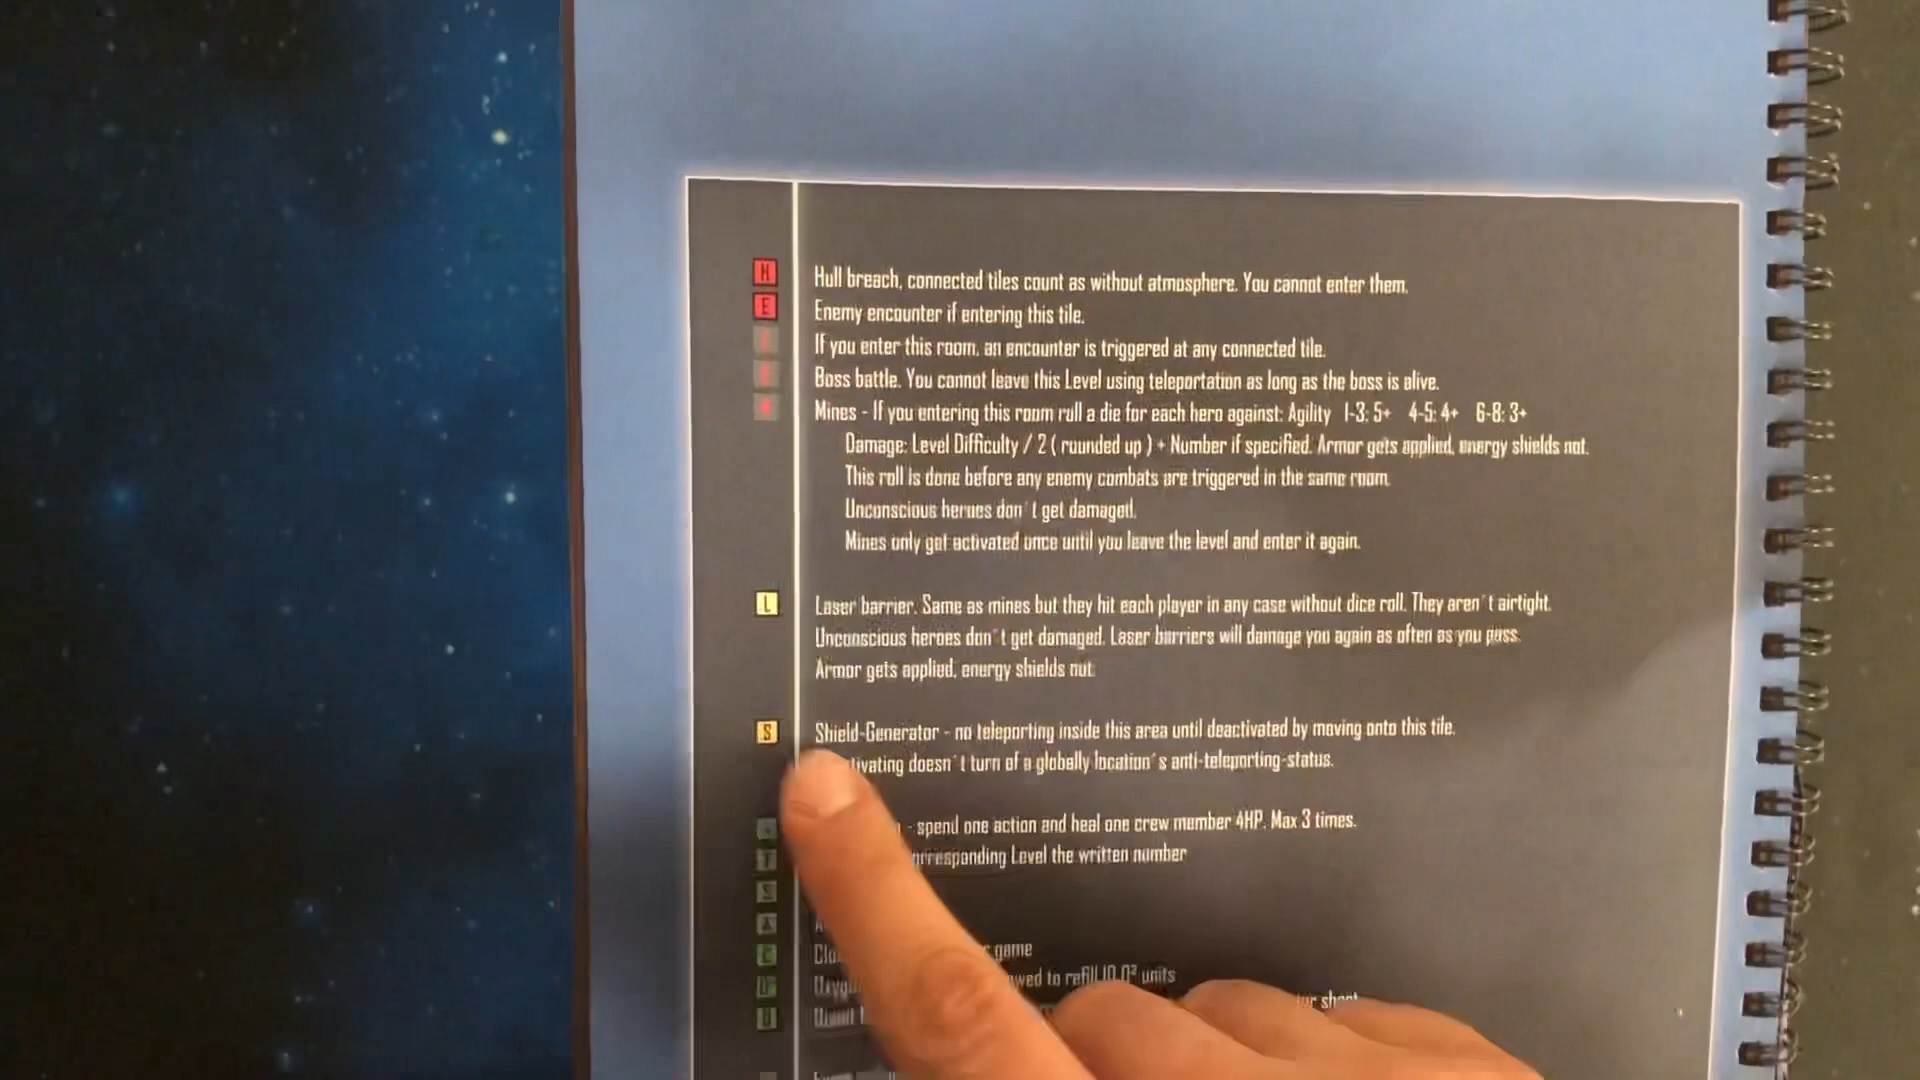 H Hull breach, connected tiles count as without atmosphere. You cannot enter them.
E Enemy encounter if entering this tile.
If you enter this room, an encounter is triggered at any connected tile.
Boss battle. You cannot leave this Level using teleportation as long as the boss is alive.
Mines - If you entering this room roll a die for each hero against: Agility 1-3: 5+ 4-5: 4+ 6-8: 3+
Damage: Level Difficulty / 2 ( rounded up ) + Number if specified. Armor gets applied, energy shields not.
This roll is done before any enemy combats are triggered in the same room.
Unconscious heroes don´t get damaged.
Mines only get activated once until you leave the level and enter it again.
L Laser barrier. Same as mines but they hit each player in any case without dice roll. They aren´t airtight.
Unconscious heroes don´t get damaged. Laser barriers will damage you again as often as you pass.
Armor gets applied, energy shields not.
S Shield-Generator - no teleporting inside this area until deactivated by moving onto this tile.
doesn´t turn of a globally location´s anti-teleporting-status.
- spend one action and heal one crew member 4HP. Max 3 times.
T Level the written number
Σ
A
C game
to refill 10 O² units
U